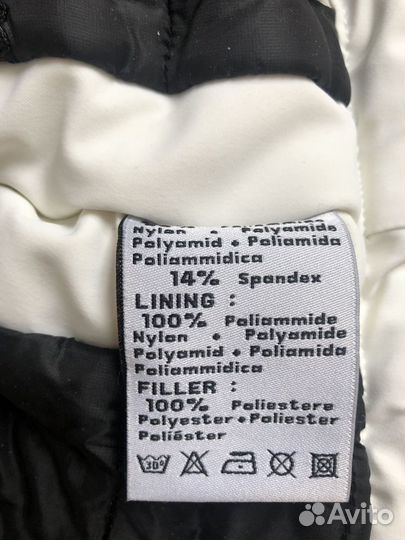 Nylon • Polyamide
Polyamid • Poliamida
Poliammidica
14% Spandex
LINING :
100% Poliammide
Nylon • Polyamide
Polyamid • Poliamida
Poliammidica
FILLER :
100% Poliestere
Polyester • Poliester
Poliéster
30°
Avito